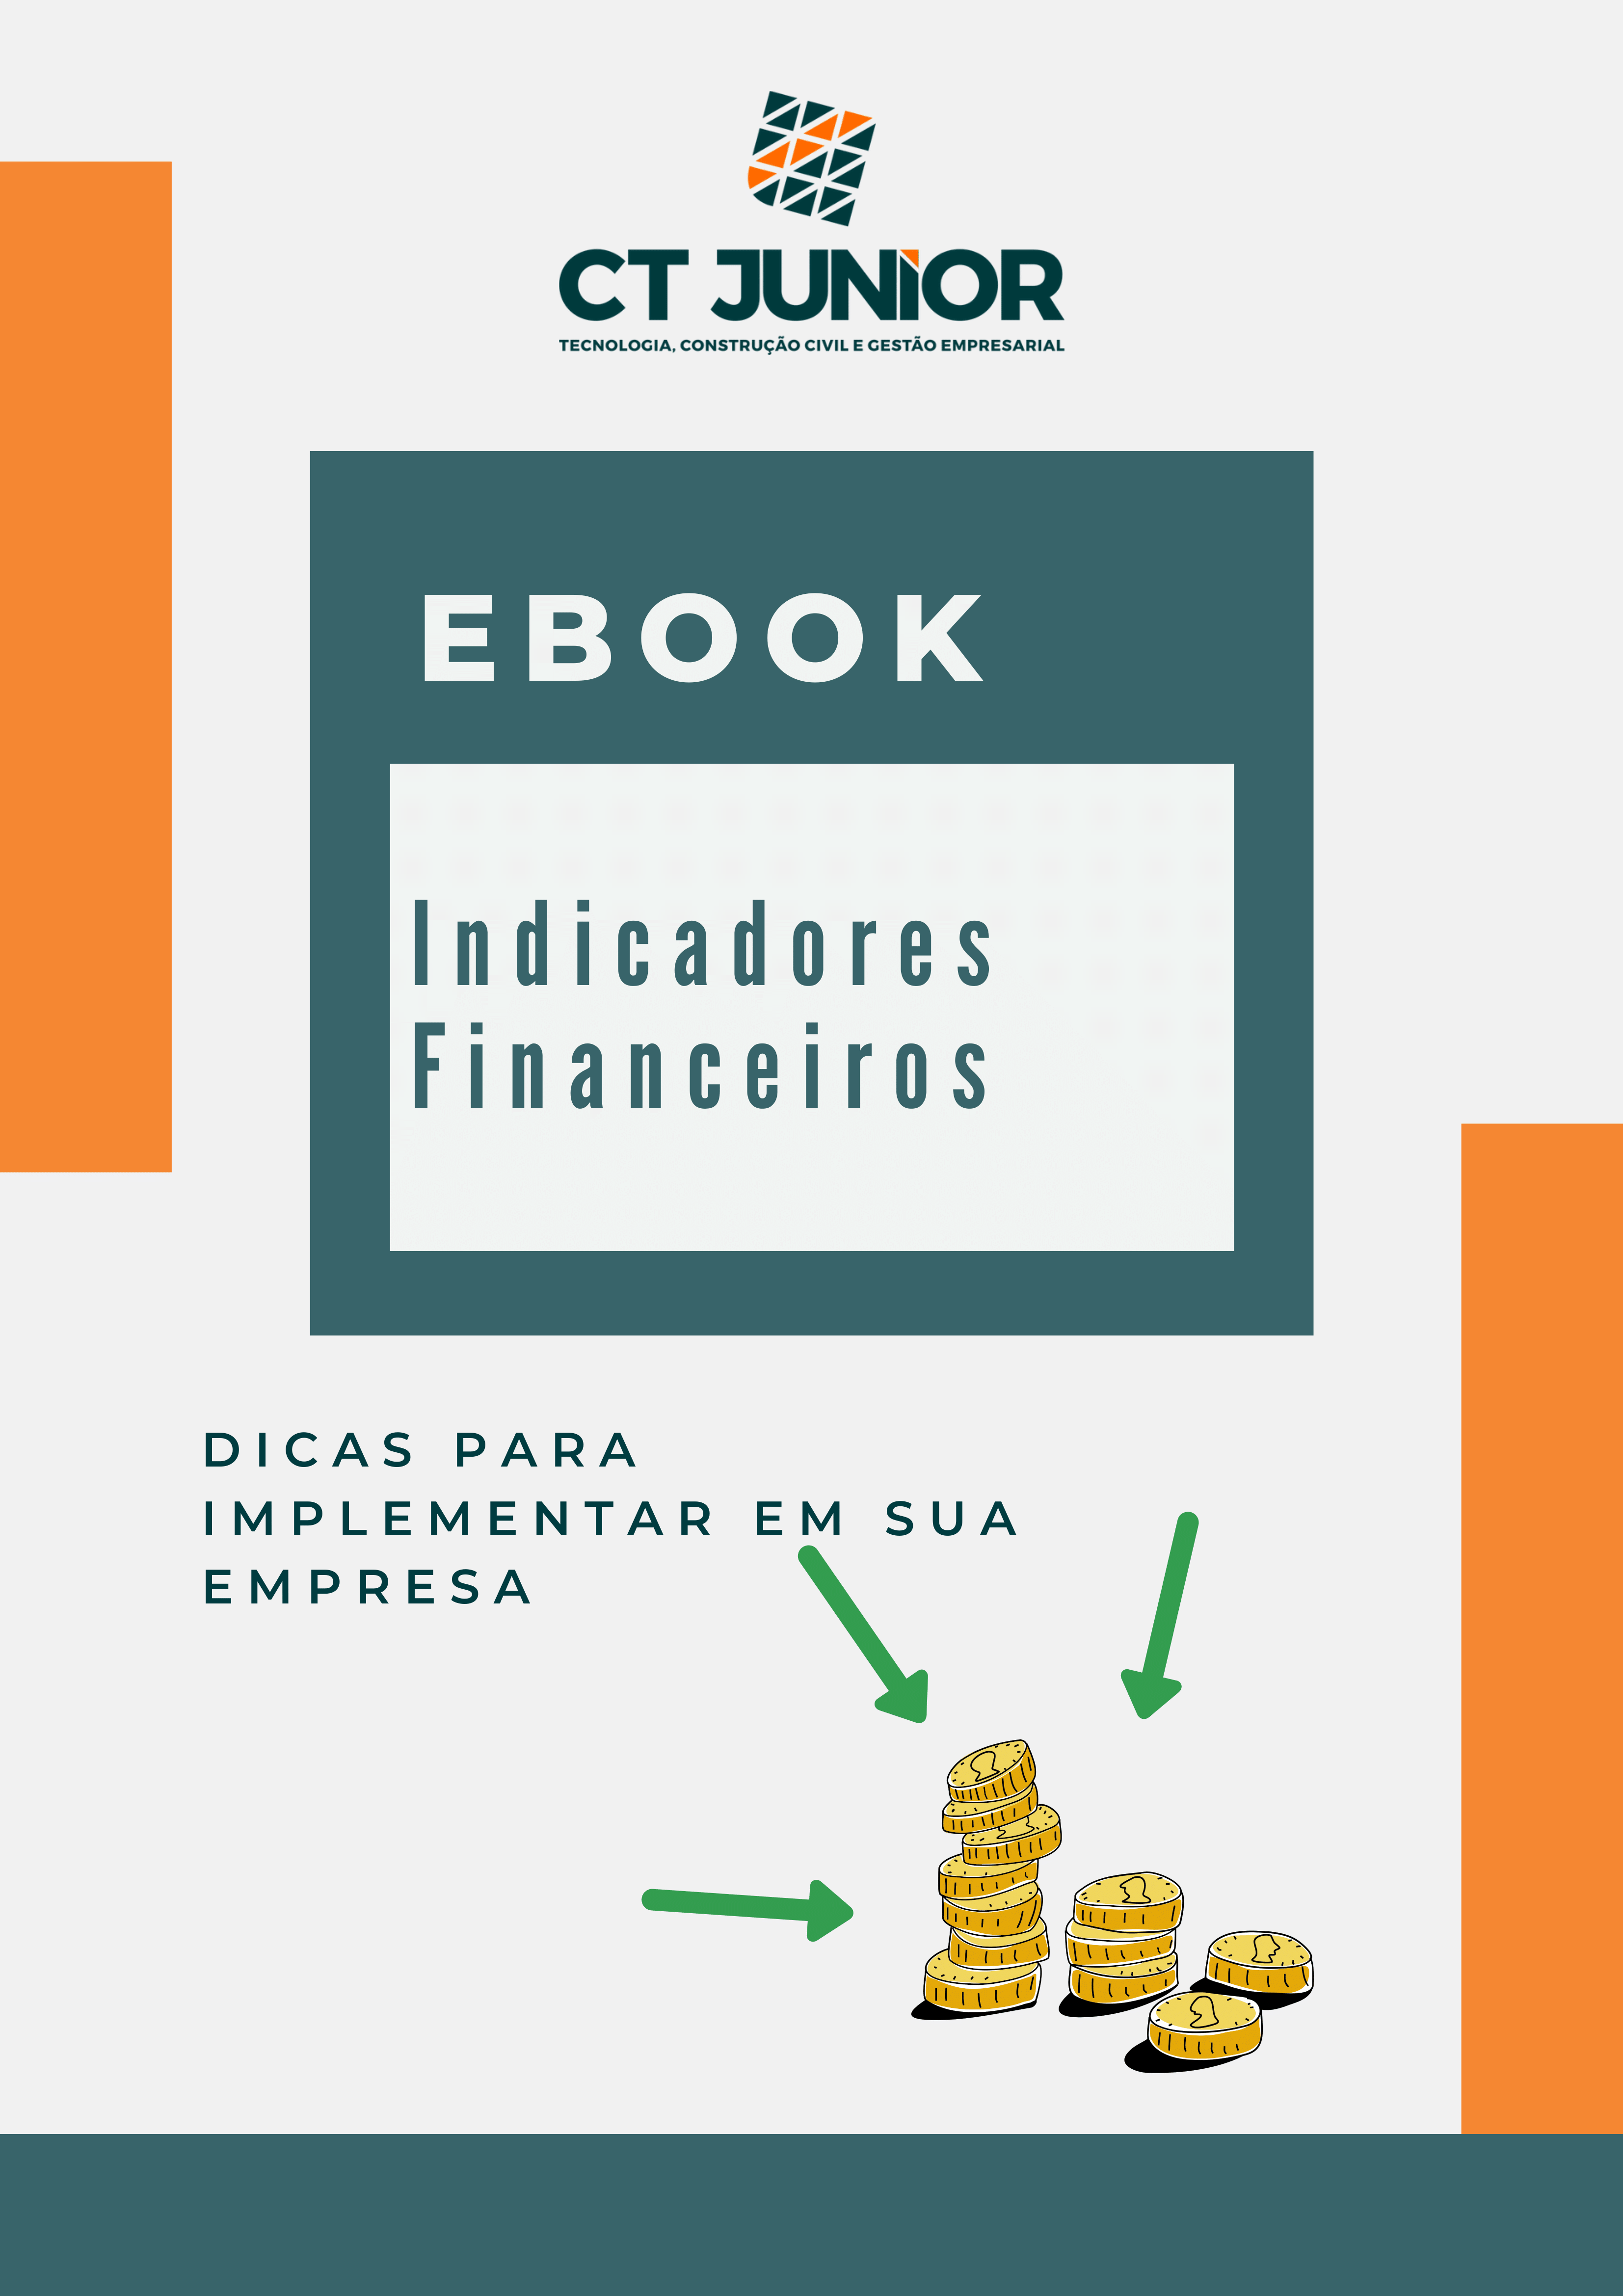 CT JUNIOR
TECNOLOGIA, CONSTRUÇÃO CIVIL E GESTÃO EMPRESARIAL
EBOOK
Indicadores
Financeiros
DICAS PARA
IMPLEMENTAR EM SUA
EMPRESA